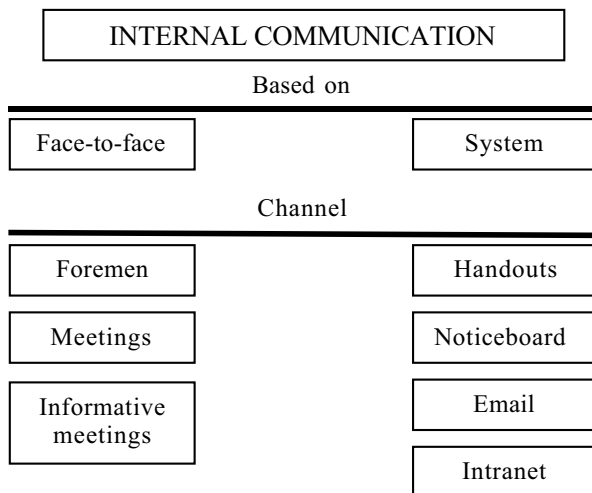 INTERNAL COMMUNICATION
Based on
Face-to-face
System
Channel
Foremen
Handouts
Meetings
Noticeboard
Informative
meetings
Email
Intranet